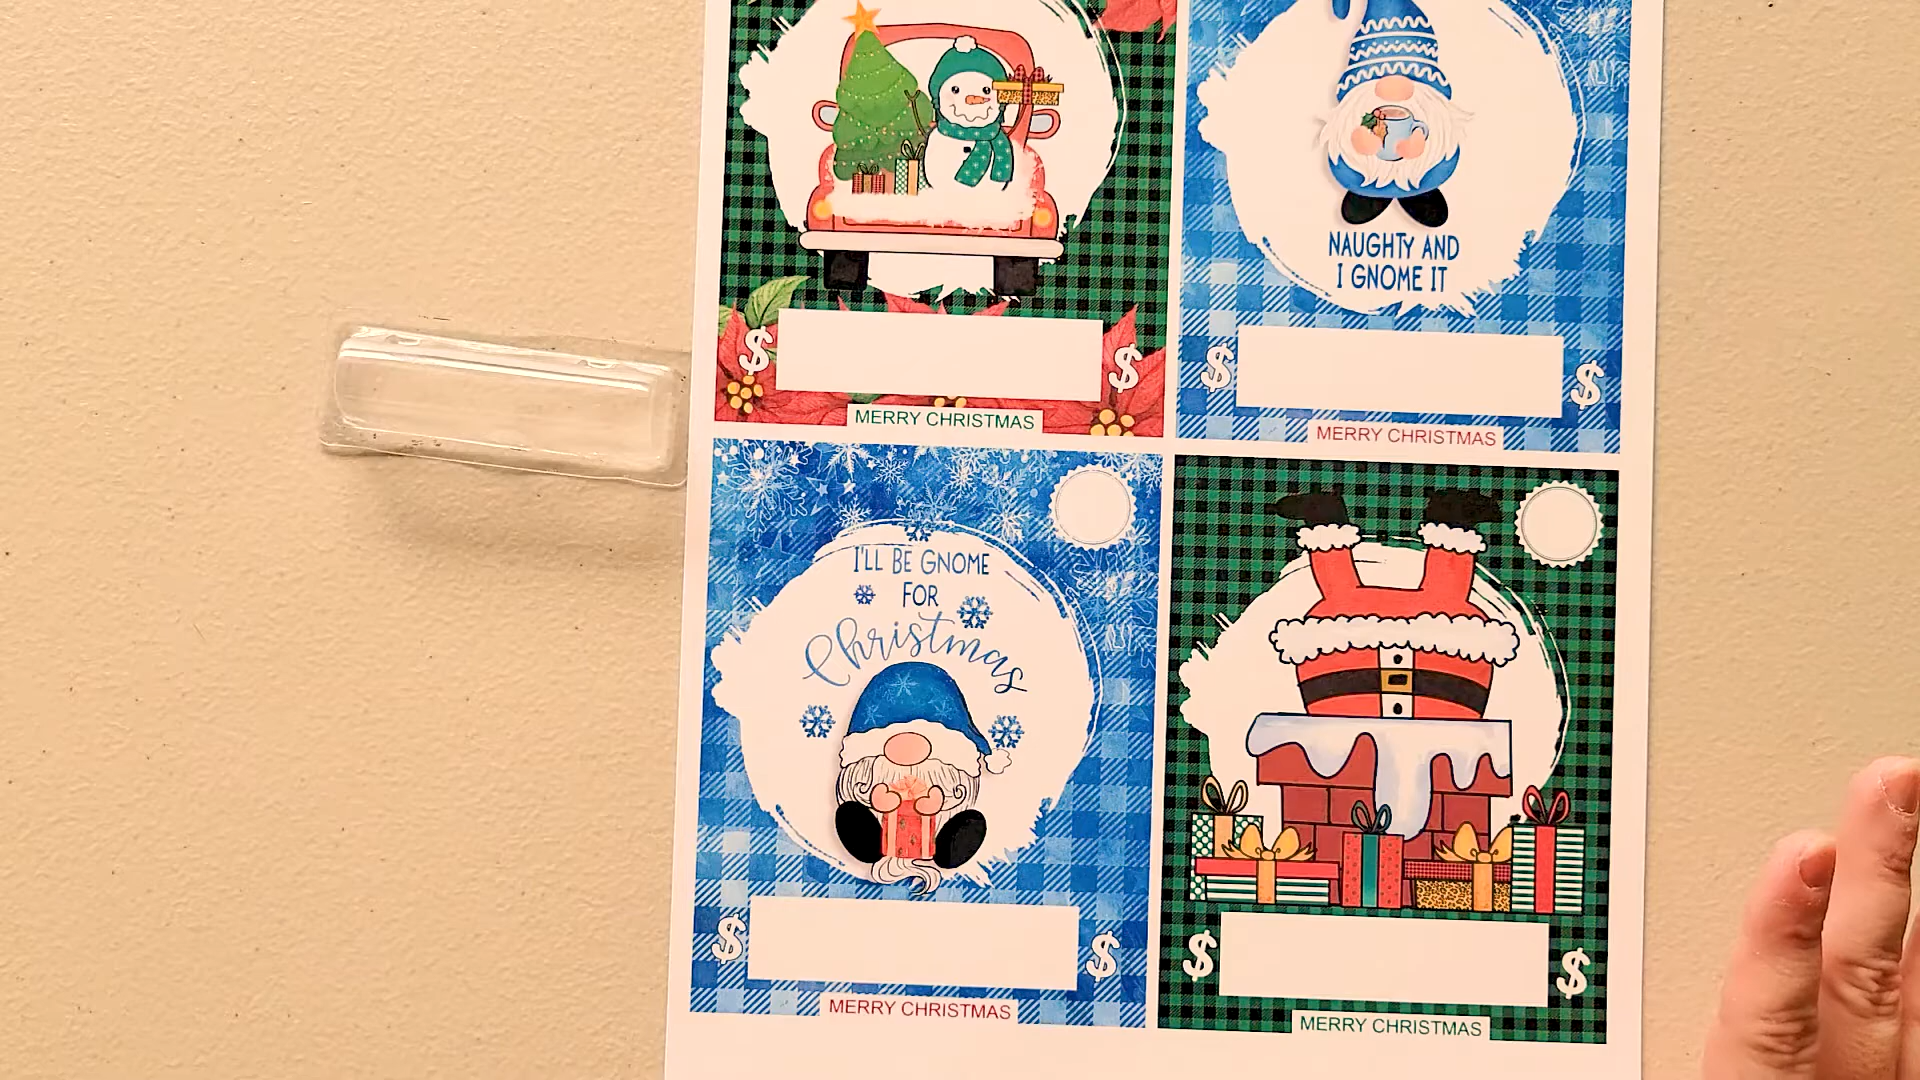 $ $
MERRY CHRISTMAS
NAUGHTY AND
I GNOME IT
$ $
MERRY CHRISTMAS
I'LL BE GNOME
FOR
Christmas
$ $
MERRY CHRISTMAS
$ $
MERRY CHRISTMAS